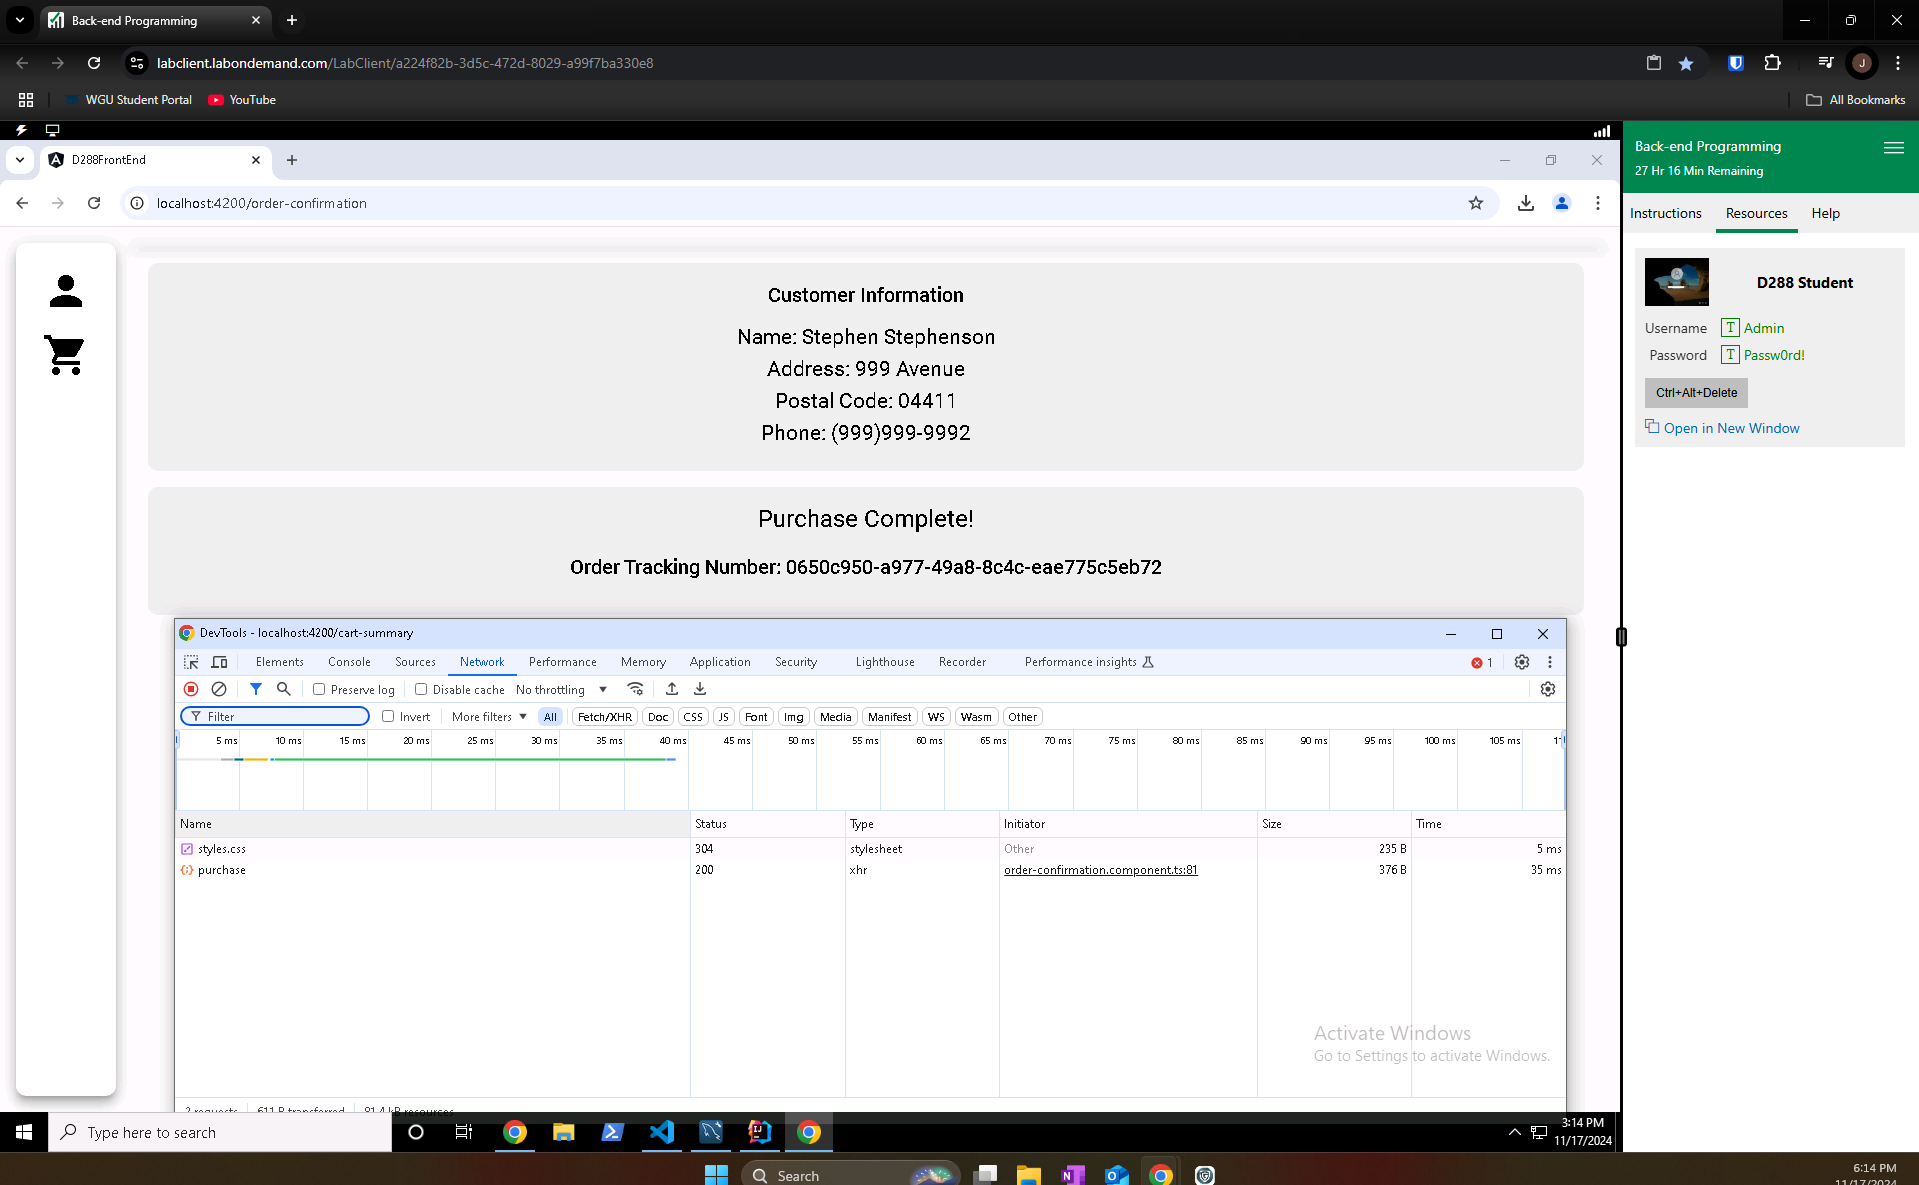 Back-end Programming
labclient.labondemand.com/LabClient/a224f82b-3d5c-472d-8029-a99f7ba330e8
J
WGU Student Portal
YouTube
All Bookmarks
D288FrontEnd
localhost:4200/order-confirmation
Customer Information
Name: Stephen Stephenson
Address: 999 Avenue
Postal Code: 04411
Phone: (999)999-9992
Purchase Complete!
Order Tracking Number: 0650c950-a977-49a8-8c4c-eae775c5eb72
DevTools - localhost:4200/cart-summary
Elements Console Sources Network Performance Memory Application Security Lighthouse Recorder Performance insights 1
Preserve log Disable cache No throttling
Filter Invert More filters All Fetch/XHR Doc CSS JS Font Img Media Manifest WS Wasm Other
5 ms 10 ms 15 ms 20 ms 25 ms 30 ms 35 ms 40 ms 45 ms 50 ms 55 ms 60 ms 65 ms 70 ms 75 ms 80 ms 85 ms 90 ms 95 ms 100 ms 105 ms
Name Status Type Initiator Size Time
styles.css 304 stylesheet Other 235 B 5 ms
purchase 200 xhr order-confirmation.component.ts:81 376 B 35 ms
2 requests 611 B transferred 81.4 kB resources
Activate Windows
Go to Settings to activate Windows.
Type here to search
3:14 PM
11/17/2024
Back-end Programming
27 Hr 16 Min Remaining
Instructions Resources Help
D288 Student
Username T Admin
Password T Passw0rd!
Ctrl+Alt+Delete
Open in New Window
Search
6:14 PM
11/17/2024